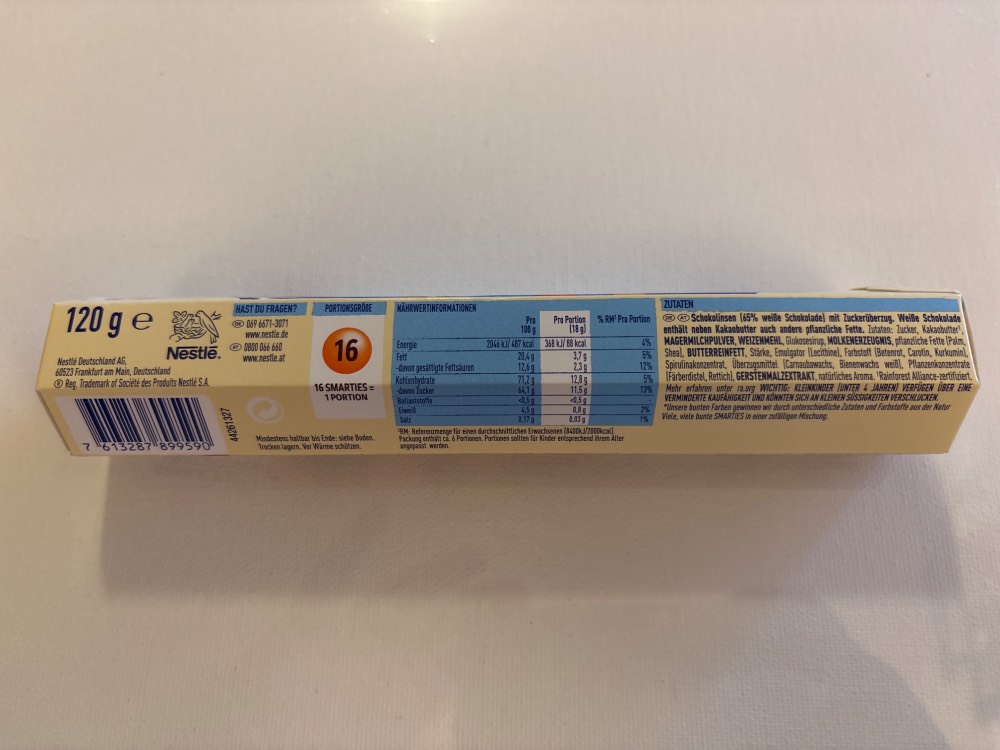 120 g e
Nestlé.
Nestlé Deutschland AG,
60523 Frankfurt am Main, Deutschland
® Reg. Trademark of Société des Produits Nestlé S.A.
7 613287 899590
44261327
HAST DU FRAGEN?
DE 069 6671-3071
www.nestle.de
AT 0800 066 660
www.nestle.at
PORTIONSGRÖẞE
16
16 SMARTIES =
1 PORTION
Mindestens haltbar bis Ende: siehe Boden.
Trocken lagern. Vor Wärme schützen.
NÄHRWERTINFORMATIONEN
Pro 100 g Pro Portion (18 g) % RM² Pro Portion
Energie 2046 kJ/ 487 kcal 368 kJ/ 88 kcal 4%
Fett 20,4 g 3,7 g 5%
-davon gesättigte Fettsäuren 12,6 g 2,3 g 12%
Kohlenhydrate 71,2 g 12,8 g 5%
-davon Zucker 64,1 g 11,5 g 13%
Ballaststoffe <0,5 g <0,5 g
Eiweiß 4,5 g 0,8 g 2%
Salz 0,17 g 0,03 g 1%
²RM: Referenzmenge für einen durchschnittlichen Erwachsenen (8400kJ/2000kcal).
Packung enthält ca. 6 Portionen. Portionen sollten für Kinder entsprechend ihrem Alter
angepasst werden.
ZUTATEN
DE AT Schokolinsen (65% weiße Schokolade) mit Zuckerüberzug. Weiße Schokolade
enthält neben Kakaobutter auch andere pflanzliche Fette. Zutaten: Zucker, Kakaobutter¹,
MAGERMILCHPULVER, WEIZENMEHL, Glukosesirup, MOLKENERZEUGNIS, pflanzliche Fette (Palm,
Shea), BUTTERREINFETT, Stärke, Emulgator (Lecithine), Farbstoff (Betenrot, Carotin, Kurkumin),
Spirulinakonzentrat, Überzugsmittel (Carnaubawachs, Bienenwachs weiß), Pflanzenkonzentrate
(Färberdistel, Rettich), GERSTENMALZEXTRAKT, natürliches Aroma. ¹Rainforest Alliance-zertifiziert.
Mehr erfahren unter ra.org WICHTIG: KLEINKINDER (UNTER 4 JAHREN) VERFÜGEN ÜBER EINE
VERMINDERTE KAUFÄHIGKEIT UND KÖNNTEN SICH AN KLEINEN SÜSSIGKEITEN VERSCHLUCKEN.
*Unsere bunten Farben gewinnen wir durch unterschiedliche Zutaten und Farbstoffe aus der Natur
Viele, viele bunte SMARTIES in einer zufälligen Mischung.